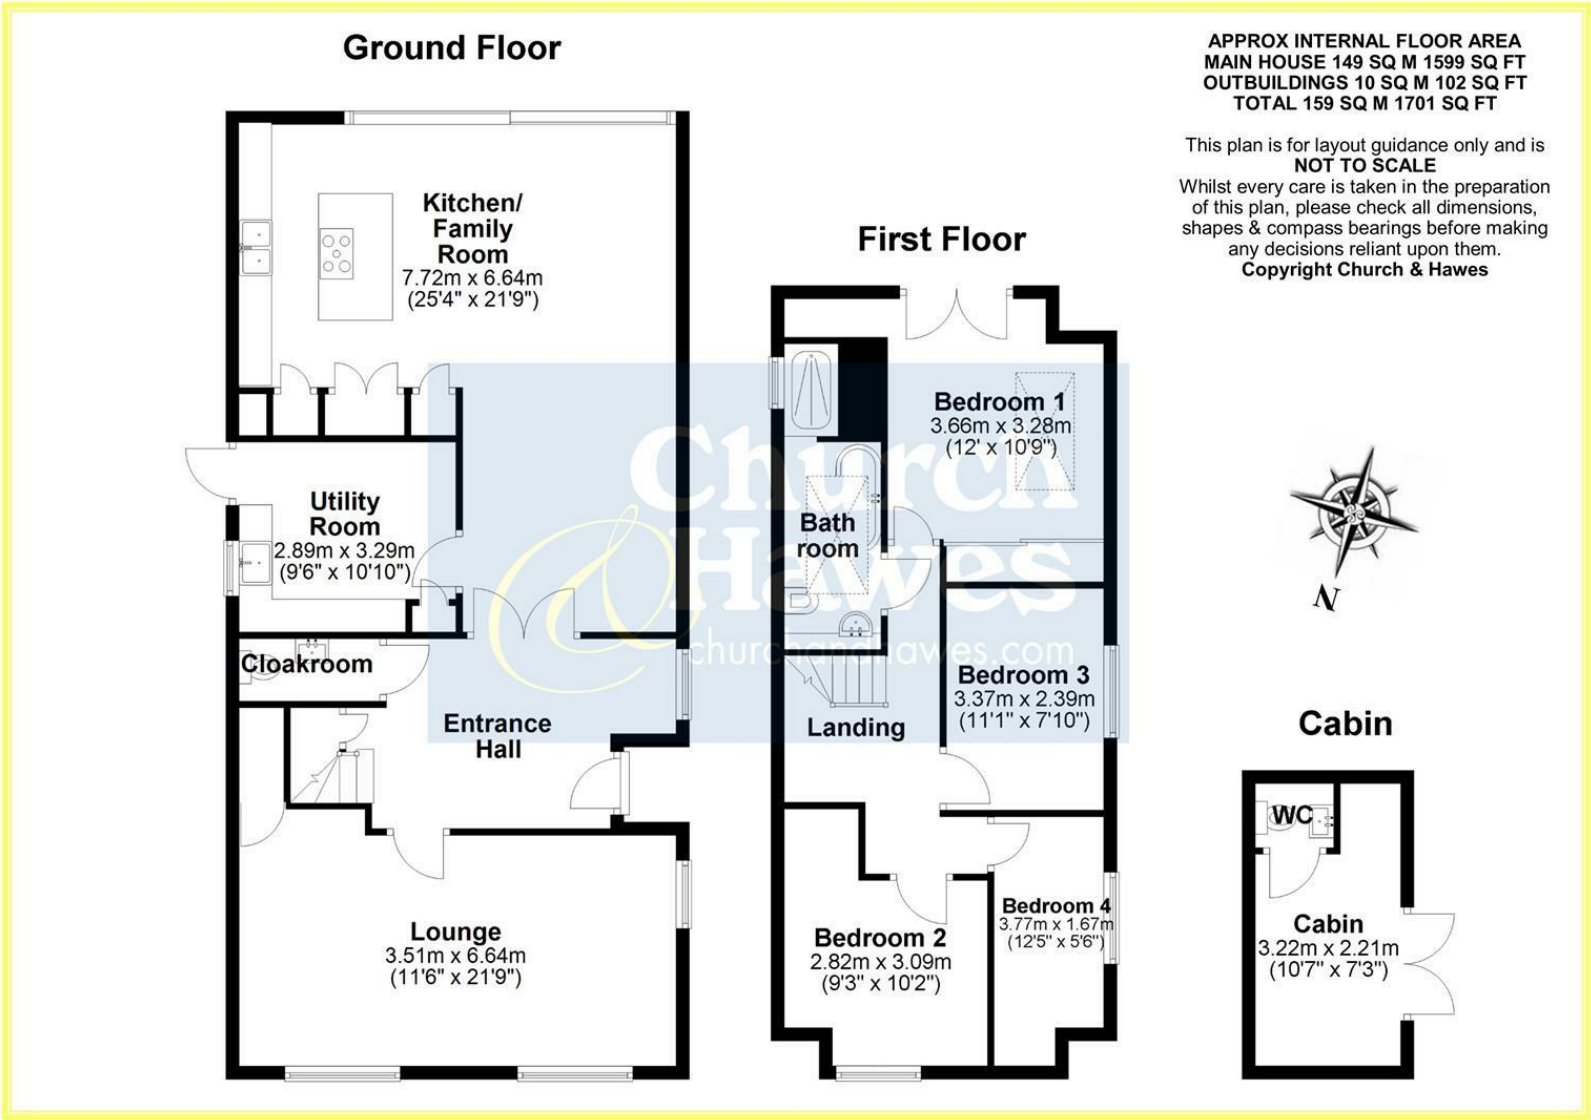 Ground Floor
APPROX INTERNAL FLOOR AREA
MAIN HOUSE 149 SQ M 1599 SQ FT
OUTBUILDINGS 10 SQ M 102 SQ FT
TOTAL 159 SQ M 1701 SQ FT
This plan is for layout guidance only and is
NOT TO SCALE
Whilst every care is taken in the preparation
of this plan, please check all dimensions,
shapes & compass bearings before making
any decisions reliant upon them.
Copyright Church & Hawes
Kitchen/
Family
Room
7.72m x 6.64m
(25'4" x 21'9")
Utility
Room
2.89m x 3.29m
(9'6" x 10'10")
Cloakroom
Entrance
Hall
Lounge
3.51m x 6.64m
(11'6" x 21'9")
First Floor
Bedroom 1
3.66m x 3.28m
(12' x 10'9")
Bath
room
Bedroom 3
3.37m x 2.39m
(11'1" x 7'10")
Landing
Bedroom 2
2.82m x 3.09m
(9'3" x 10'2")
Bedroom 4
3.77m x 1.67m
(12'5" x 5'6")
Church
& Hawes
churchandhawes.com
N
Cabin
WC
Cabin
3.22m x 2.21m
(10'7" x 7'3")